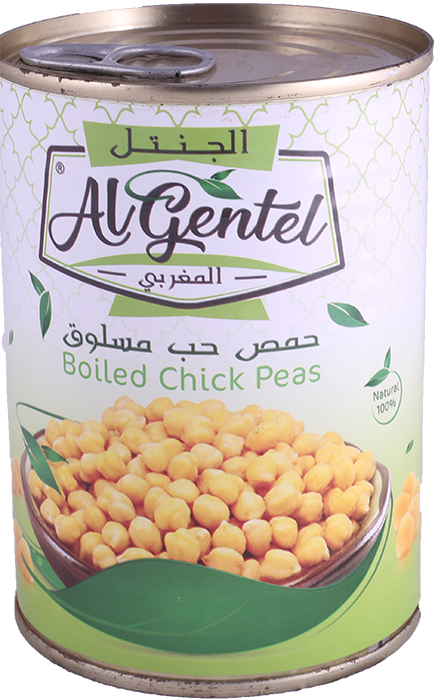 الجنتل
®
Al Gentel
المغربي
حمص حب مسلوق
Boiled Chick Peas
Natural
100%